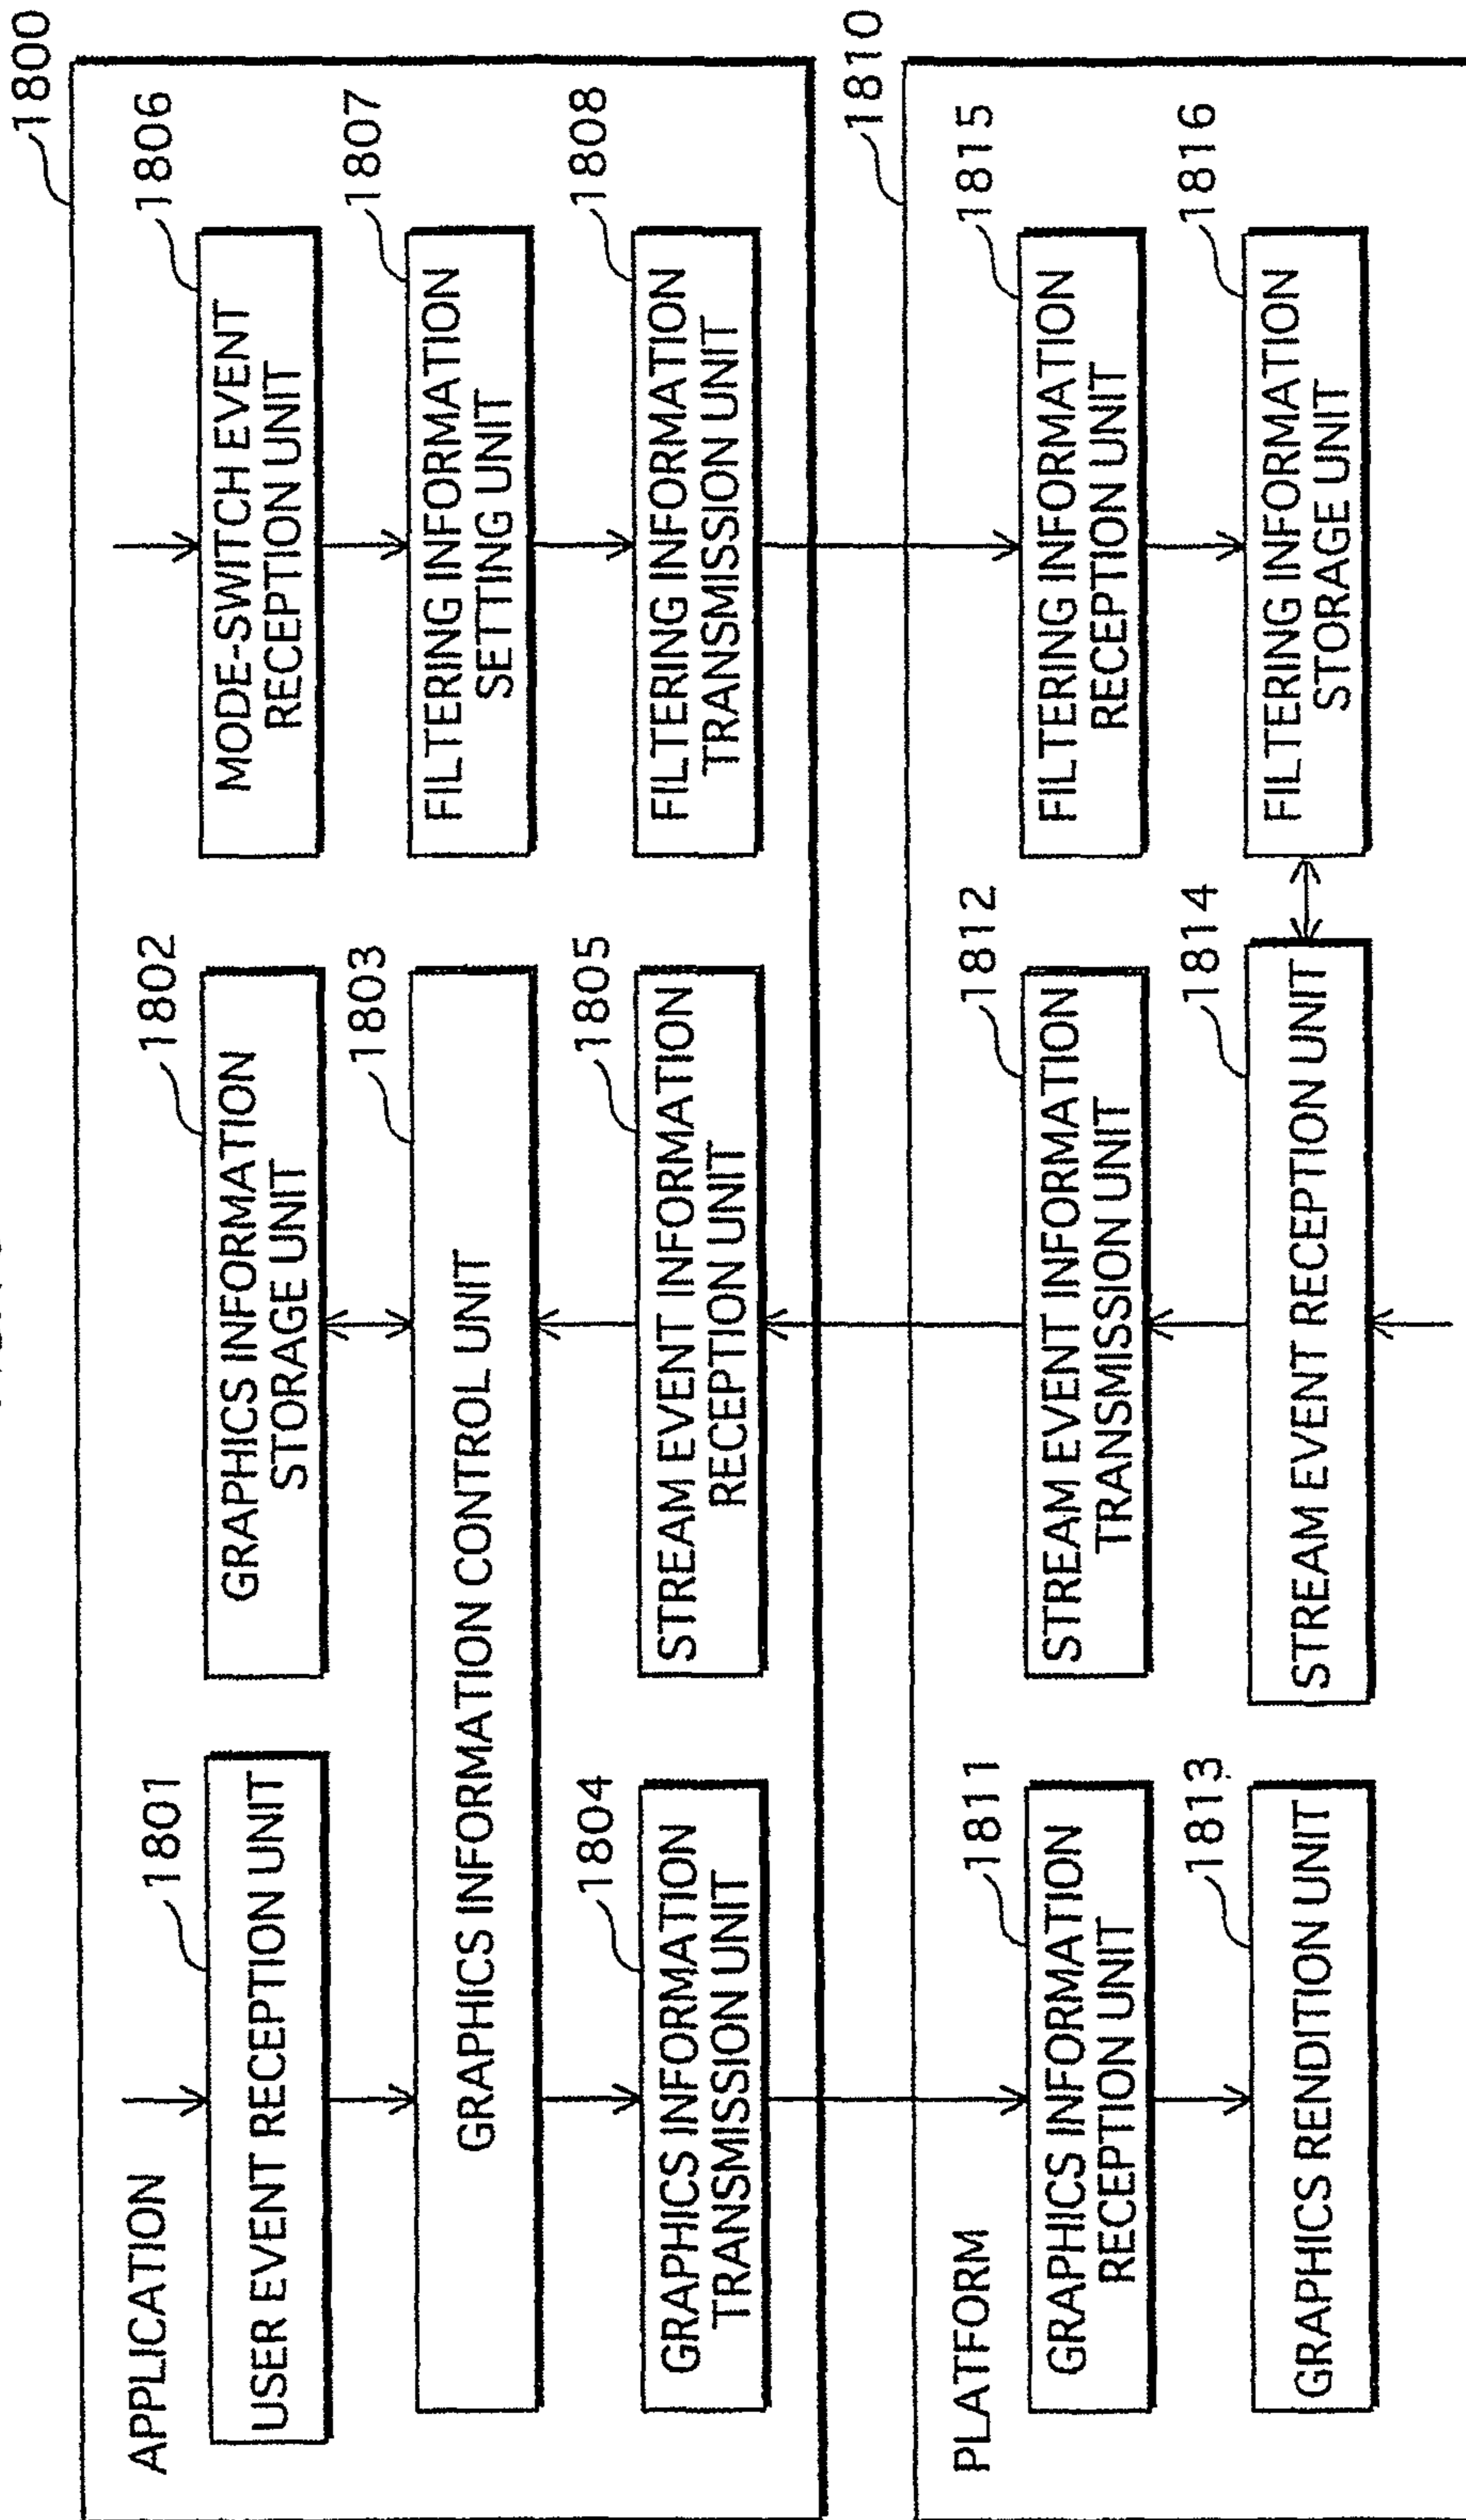 1800
APPLICATION
1801
USER EVENT RECEPTION UNIT
1802
GRAPHICS INFORMATION
STORAGE UNIT
1806
MODE-SWITCH EVENT
RECEPTION UNIT
1803
GRAPHICS INFORMATION CONTROL UNIT
1807
FILTERING INFORMATION
SETTING UNIT
1804
GRAPHICS INFORMATION
TRANSMISSION UNIT
1805
STREAM EVENT INFORMATION
RECEPTION UNIT
1808
FILTERING INFORMATION
TRANSMISSION UNIT
1810
PLATFORM
1811
GRAPHICS INFORMATION
RECEPTION UNIT
1812
STREAM EVENT INFORMATION
TRANSMISSION UNIT
1815
FILTERING INFORMATION
RECEPTION UNIT
1813
GRAPHICS RENDITION UNIT
1814
STREAM EVENT RECEPTION UNIT
1816
FILTERING INFORMATION
STORAGE UNIT